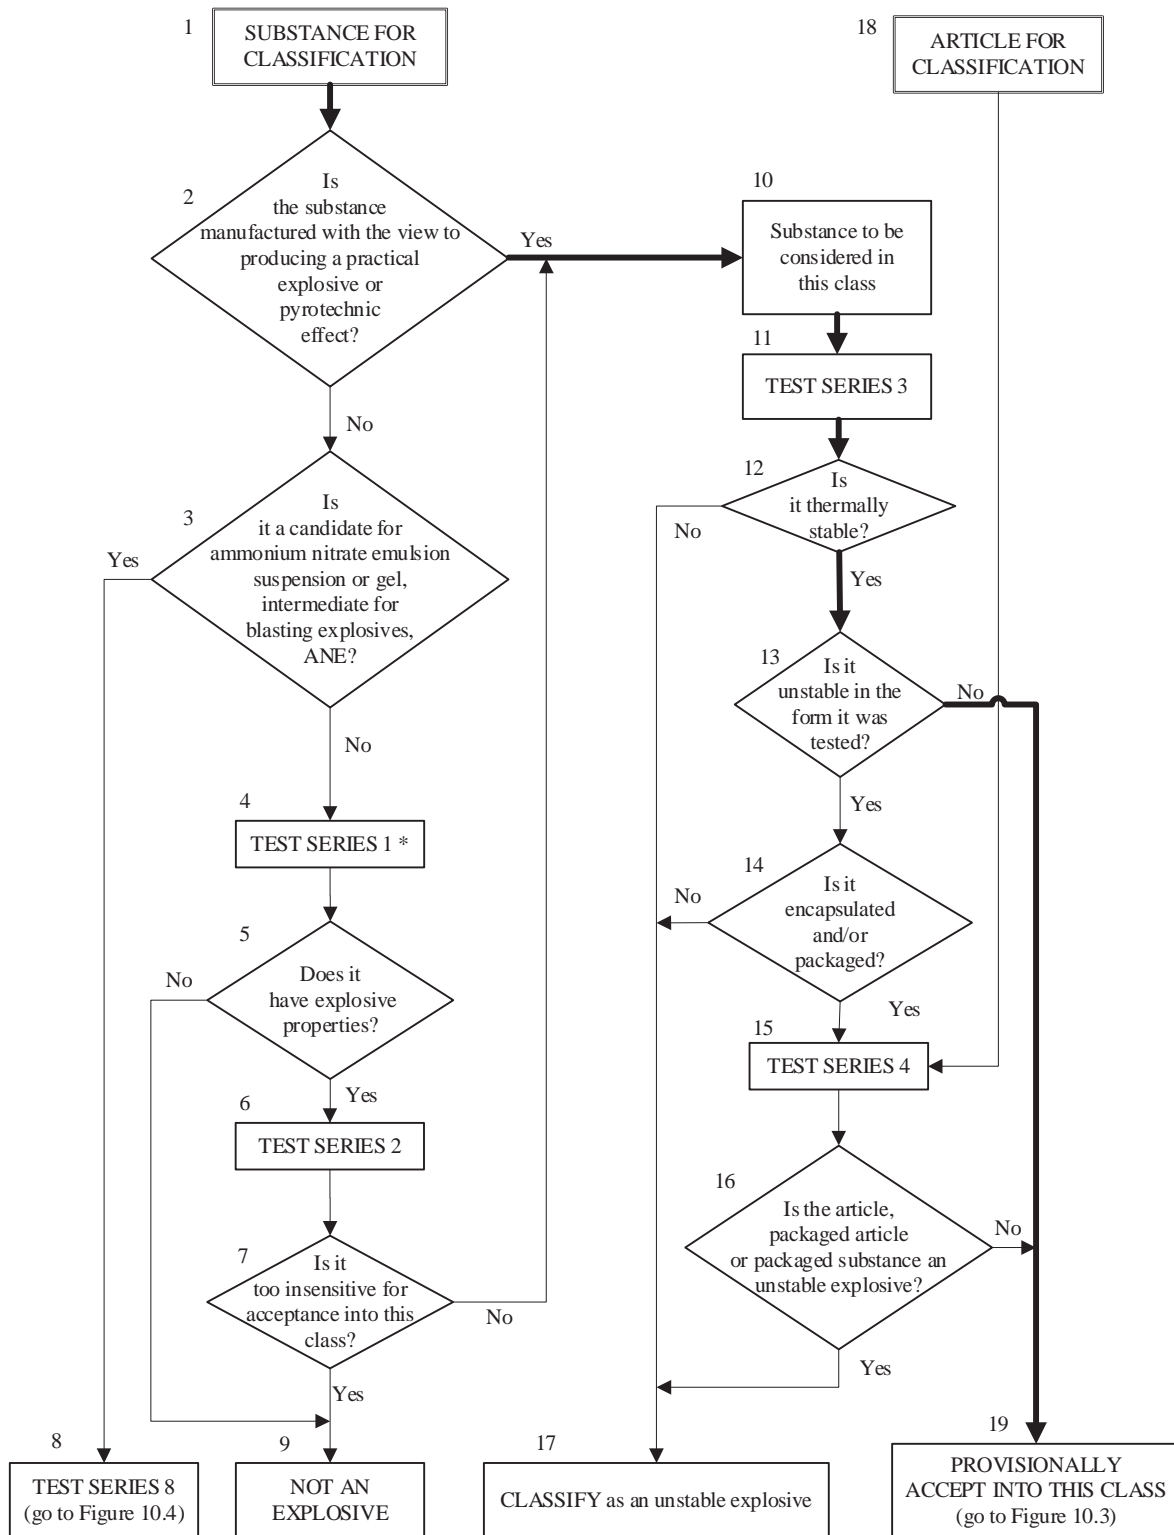 1
SUBSTANCE FOR
CLASSIFICATION
18
ARTICLE FOR
CLASSIFICATION
2
Is
the substance
manufactured with the view to
producing a practical
explosive or
pyrotechnic
effect?
Yes
No
10
Substance to be
considered in
this class
11
TEST SERIES 3
12
Is
it thermally
stable?
No
Yes
3
Is
it a candidate for
ammonium nitrate emulsion
suspension or gel,
intermediate for
blasting explosives,
ANE?
Yes
No
13
Is it
unstable in the
form it was
tested?
No
Yes
4
TEST SERIES 1 *
14
Is it
encapsulated
and/or
packaged?
No
Yes
5
Does it
have explosive
properties?
No
Yes
15
TEST SERIES 4
6
TEST SERIES 2
16
Is the article,
packaged article
or packaged substance an
unstable explosive?
No
Yes
7
Is it
too insensitive for
acceptance into this
class?
No
Yes
8
TEST SERIES 8
(go to Figure 10.4)
9
NOT AN
EXPLOSIVE
17
CLASSIFY as an unstable explosive
19
PROVISIONALLY
ACCEPT INTO THIS CLASS
(go to Figure 10.3)